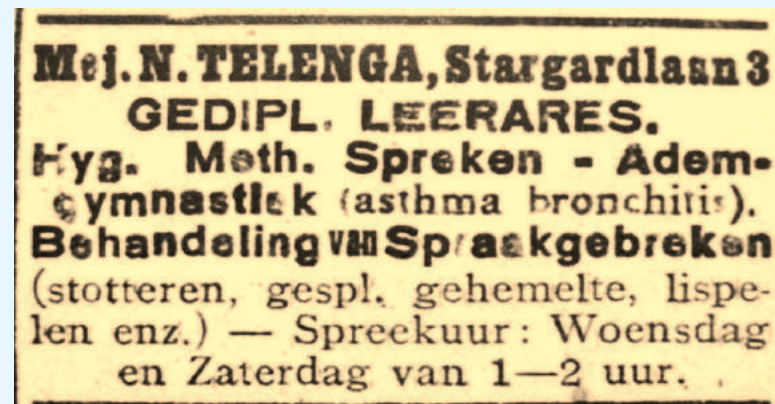 Mej. N. TELENGA, Stargardlaan 3
GEDIPL. LEERARES.
Hyg. Meth. Spreken - Adem-
gymnastiek (asthma bronchitis).
Behandeling van Spraakgebreken
(stotteren, gespl. gehemelte, lispe-
len enz.) — Spreekuur: Woensdag
en Zaterdag van 1—2 uur.